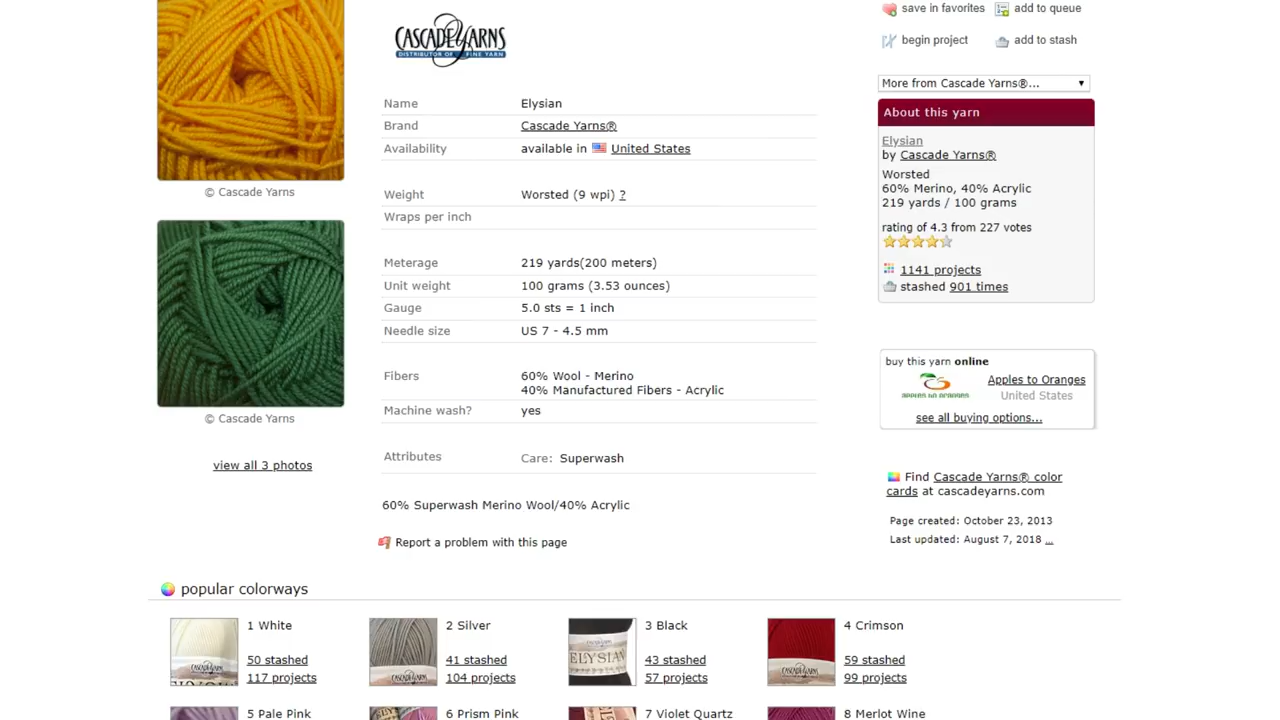 save in favorites
add to queue
begin project
add to stash
CASCADE YARNS
DISTRIBUTOR OF FINE YARN
© Cascade Yarns
© Cascade Yarns
view all 3 photos
Name Elysian
Brand Cascade Yarns®
Availability available in United States
Weight Worsted (9 wpi) ?
Wraps per inch
Meterage 219 yards(200 meters)
Unit weight 100 grams (3.53 ounces)
Gauge 5.0 sts = 1 inch
Needle size US 7 - 4.5 mm
Fibers 60% Wool - Merino
40% Manufactured Fibers - Acrylic
Machine wash? yes
Attributes Care: Superwash
60% Superwash Merino Wool/40% Acrylic
Report a problem with this page
More from Cascade Yarns®...
About this yarn
Elysian
by Cascade Yarns®
Worsted
60% Merino, 40% Acrylic
219 yards / 100 grams
rating of 4.3 from 227 votes
1141 projects
stashed 901 times
buy this yarn online
apples to oranges
Apples to Oranges
United States
see all buying options...
Find Cascade Yarns® color
cards at cascadeyarns.com
Page created: October 23, 2013
Last updated: August 7, 2018 ...
popular colorways
1 White
50 stashed
117 projects
2 Silver
41 stashed
104 projects
ELYSIAN
3 Black
43 stashed
57 projects
4 Crimson
59 stashed
99 projects
5 Pale Pink
6 Prism Pink
7 Violet Quartz
8 Merlot Wine